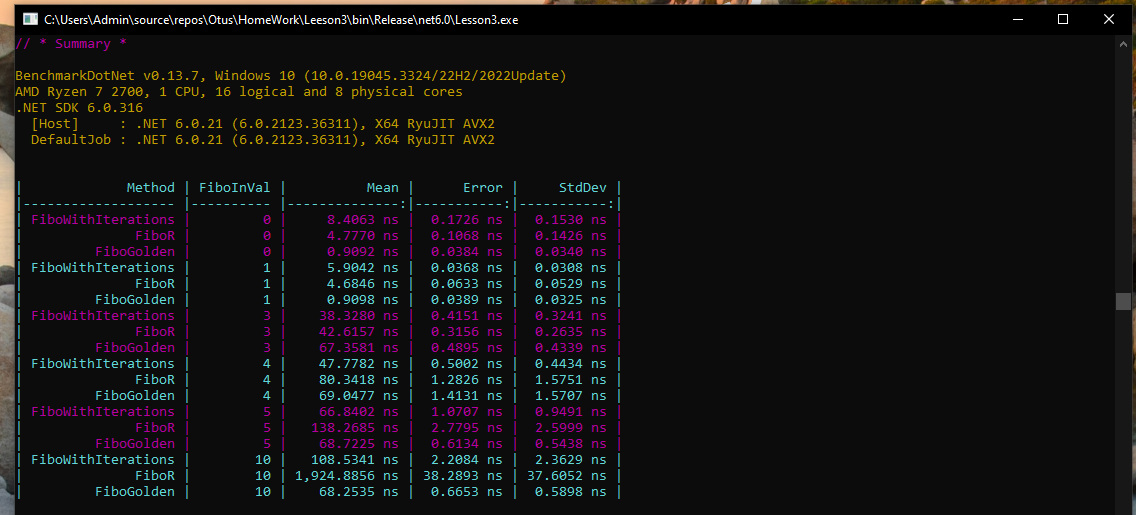 C:\Users\Admin\source\repos\Otus\HomeWork\Leeson3\bin\Release\net6.0\Lesson3.exe
// * Summary *
BenchmarkDotNet v0.13.7, Windows 10 (10.0.19045.3324/22H2/2022Update)
AMD Ryzen 7 2700, 1 CPU, 16 logical and 8 physical cores
.NET SDK 6.0.316
  [Host]     : .NET 6.0.21 (6.0.2123.36311), X64 RyuJIT AVX2
  DefaultJob : .NET 6.0.21 (6.0.2123.36311), X64 RyuJIT AVX2
|             Method | FiboInVal |          Mean |      Error |     StdDev |
|------------------- |---------- |--------------:|-----------:|-----------:|
| FiboWithIterations |         0 |     8.4063 ns |  0.1726 ns |  0.1530 ns |
|              FiboR |         0 |     4.7770 ns |  0.1068 ns |  0.1426 ns |
|         FiboGolden |         0 |     0.9092 ns |  0.0384 ns |  0.0340 ns |
| FiboWithIterations |         1 |     5.9042 ns |  0.0368 ns |  0.0308 ns |
|              FiboR |         1 |     4.6846 ns |  0.0633 ns |  0.0529 ns |
|         FiboGolden |         1 |     0.9098 ns |  0.0389 ns |  0.0325 ns |
| FiboWithIterations |         3 |    38.3280 ns |  0.4151 ns |  0.3241 ns |
|              FiboR |         3 |    42.6157 ns |  0.3156 ns |  0.2635 ns |
|         FiboGolden |         3 |    67.3581 ns |  0.4895 ns |  0.4339 ns |
| FiboWithIterations |         4 |    47.7782 ns |  0.5002 ns |  0.4434 ns |
|              FiboR |         4 |    80.3418 ns |  1.2826 ns |  1.5751 ns |
|         FiboGolden |         4 |    69.0477 ns |  1.4131 ns |  1.5707 ns |
| FiboWithIterations |         5 |    66.8402 ns |  1.0707 ns |  0.9491 ns |
|              FiboR |         5 |   138.2685 ns |  2.7795 ns |  2.5999 ns |
|         FiboGolden |         5 |    68.7225 ns |  0.6134 ns |  0.5438 ns |
| FiboWithIterations |        10 |   108.5341 ns |  2.2084 ns |  2.3629 ns |
|              FiboR |        10 | 1,924.8856 ns | 38.2893 ns | 37.6052 ns |
|         FiboGolden |        10 |    68.2535 ns |  0.6653 ns |  0.5898 ns |